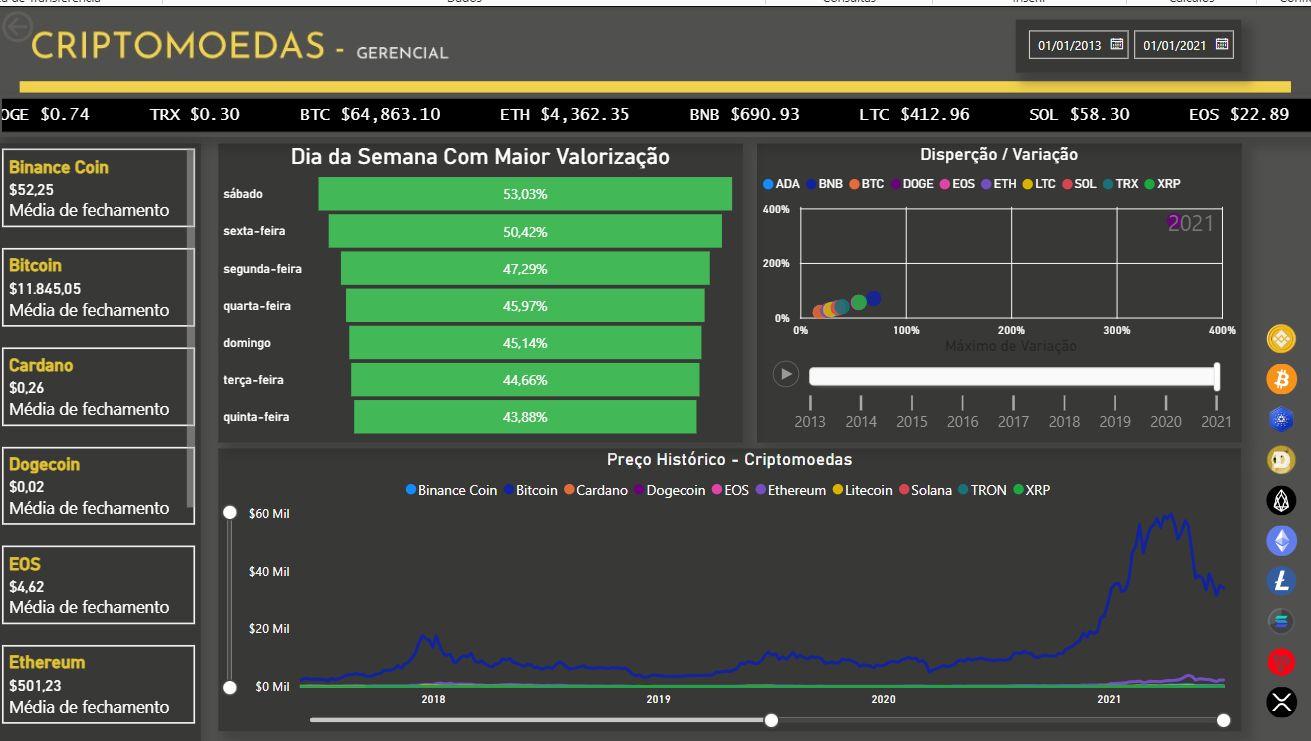 Dados
CRIPTOMOEDAS - GERENCIAL
01/01/2013
01/01/2021
OGE $0.74 TRX $0.30 BTC $64,863.10 ETH $4,362.35 BNB $690.93 LTC $412.96 SOL $58.30 EOS $22.89
Binance Coin
$52,25
Média de fechamento
Bitcoin
$11.845,05
Média de fechamento
Cardano
$0,26
Média de fechamento
Dogecoin
$0,02
Média de fechamento
EOS
$4,62
Média de fechamento
Ethereum
$501,23
Média de fechamento
Dia da Semana Com Maior Valorização
sábado 53,03%
sexta-feira 50,42%
segunda-feira 47,29%
quarta-feira 45,97%
domingo 45,14%
terça-feira 44,66%
quinta-feira 43,88%
Disperção / Variação
ADA BNB BTC DOGE EOS ETH LTC SOL TRX XRP
400%
2021
200%
0%
0% 100% 200% 300% 400%
Máximo de Variação
2013 2014 2015 2016 2017 2018 2019 2020 2021
Preço Histórico - Criptomoedas
Binance Coin Bitcoin Cardano Dogecoin EOS Ethereum Litecoin Solana TRON XRP
$60 Mil
$40 Mil
$20 Mil
$0 Mil
2018 2019 2020 2021